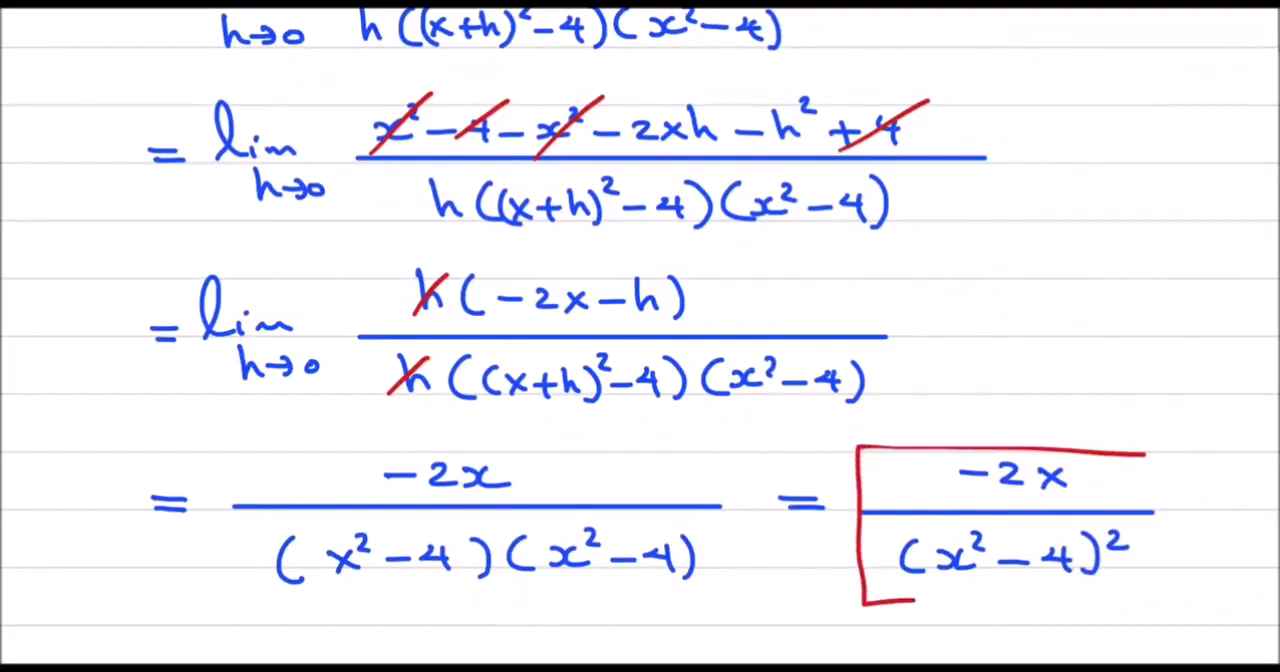 h→0 h((x+h)²-4)(x²-4)
= lim h→0 x²-4-x²-2xh-h²+4
h((x+h)²-4)(x²-4)
= lim h→0 h(-2x-h)
h((x+h)²-4)(x²-4)
= -2x / (x²-4)(x²-4) = -2x / (x²-4)²